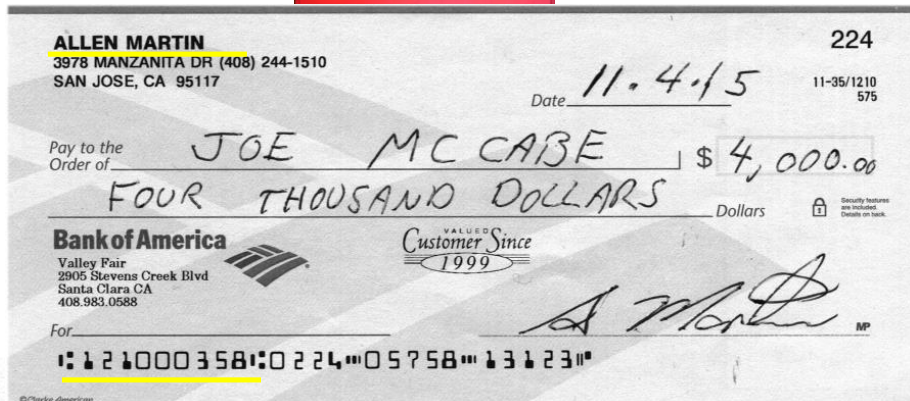 ALLEN MARTIN 224
3978 MANZANITA DR (408) 244-1510
SAN JOSE, CA 95117
Date 11.4.15 11-35/1210
575
Pay to the
Order of JOE MC CABE $ 4,000.00
FOUR THOUSAND DOLLARS Dollars
Security features
are included.
Details on back.
Bank of America
VALUED
Customer Since
1999
Valley Fair
2905 Stevens Creek Blvd
Santa Clara CA
408.983.0588
For A Martin MP
⑆121000358⑆0224⑉05758⑉13123⑈
©Clarke American